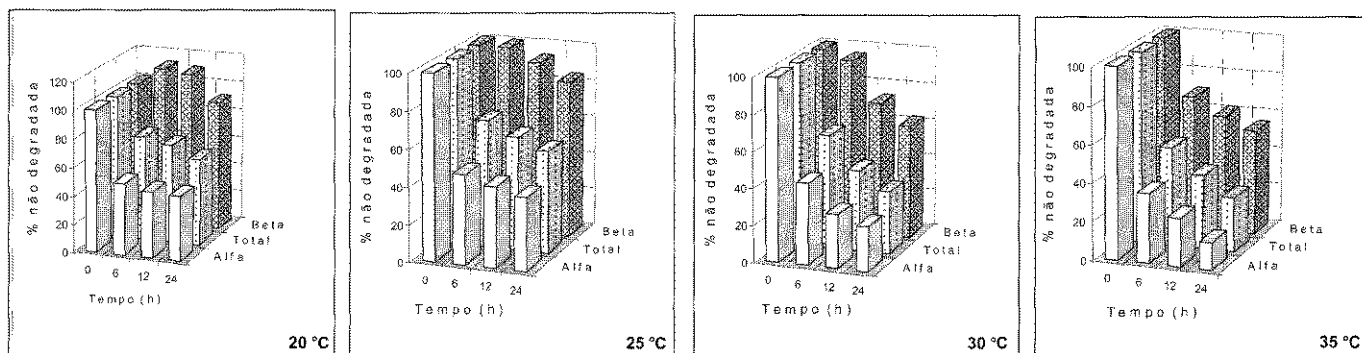 % não degradada
120
100
80
60
40
20
0
0 6 12 24
Tempo (h)
Alfa
Total
Beta
20 °C
% não degradada
100
80
60
40
20
0
0 6 12 24
Tempo (h)
Alfa
Total
Beta
25 °C
% não degradada
100
80
60
40
20
0
0 6 12 24
Tempo (h)
Alfa
Total
Beta
30 °C
% não degradada
100
80
60
40
20
0
0 6 12 24
Tempo (h)
Alfa
Total
Beta
35 °C